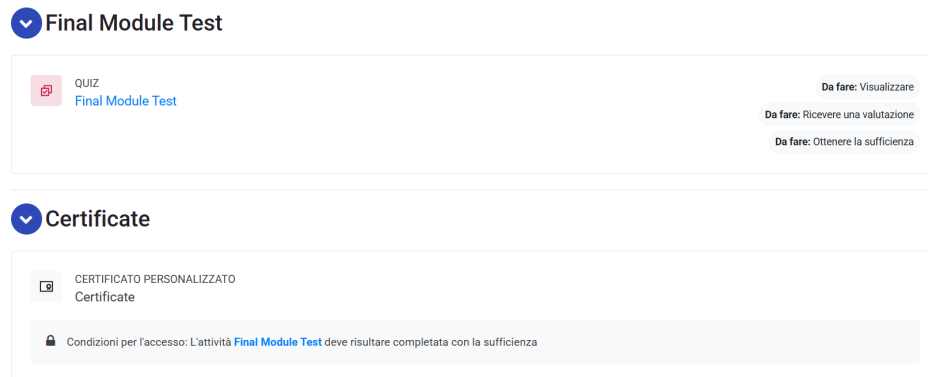 Final Module Test
QUIZ
Final Module Test
Da fare: Visualizzare
Da fare: Ricevere una valutazione
Da fare: Ottenere la sufficienza
Certificate
CERTIFICATO PERSONALIZZATO
Certificate
Condizioni per l'accesso: L'attività Final Module Test deve risultare completata con la sufficienza